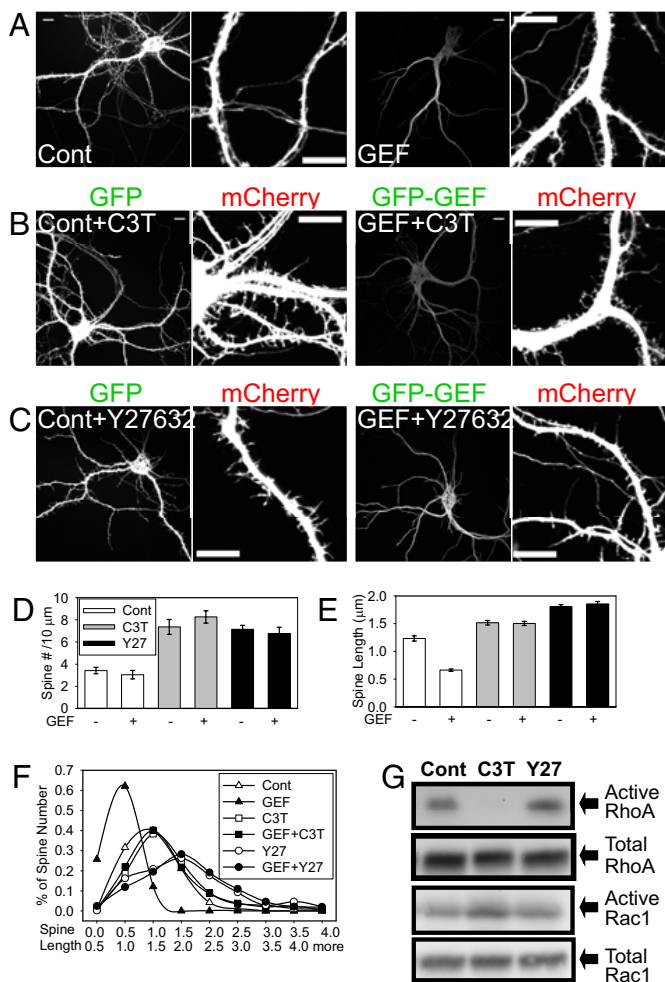 A
Cont
GEF
GFP
mCherry
GFP-GEF
mCherry
B
Cont+C3T
GEF+C3T
GFP
mCherry
GFP-GEF
mCherry
C
Cont+Y27632
GEF+Y27632
D
Spine # /10 μm
10
8
6
4
2
0
Cont
C3T
Y27
GEF
-
+
-
+
-
+
E
Spine Length (μm)
2.0
1.5
1.0
0.5
0.0
GEF
-
+
-
+
-
+
F
% of Spine Number
0.7
0.6
0.5
0.4
0.3
0.2
0.1
0.0
Cont
GEF
C3T
GEF+C3T
Y27
GEF+Y27
Spine 0.0 0.5 1.0 1.5 2.0 2.5 3.0 3.5 4.0
Length 0.5 1.0 1.5 2.0 2.5 3.0 3.5 4.0 more
G
Cont C3T Y27
Active
RhoA
Total
RhoA
Active
Rac1
Total
Rac1